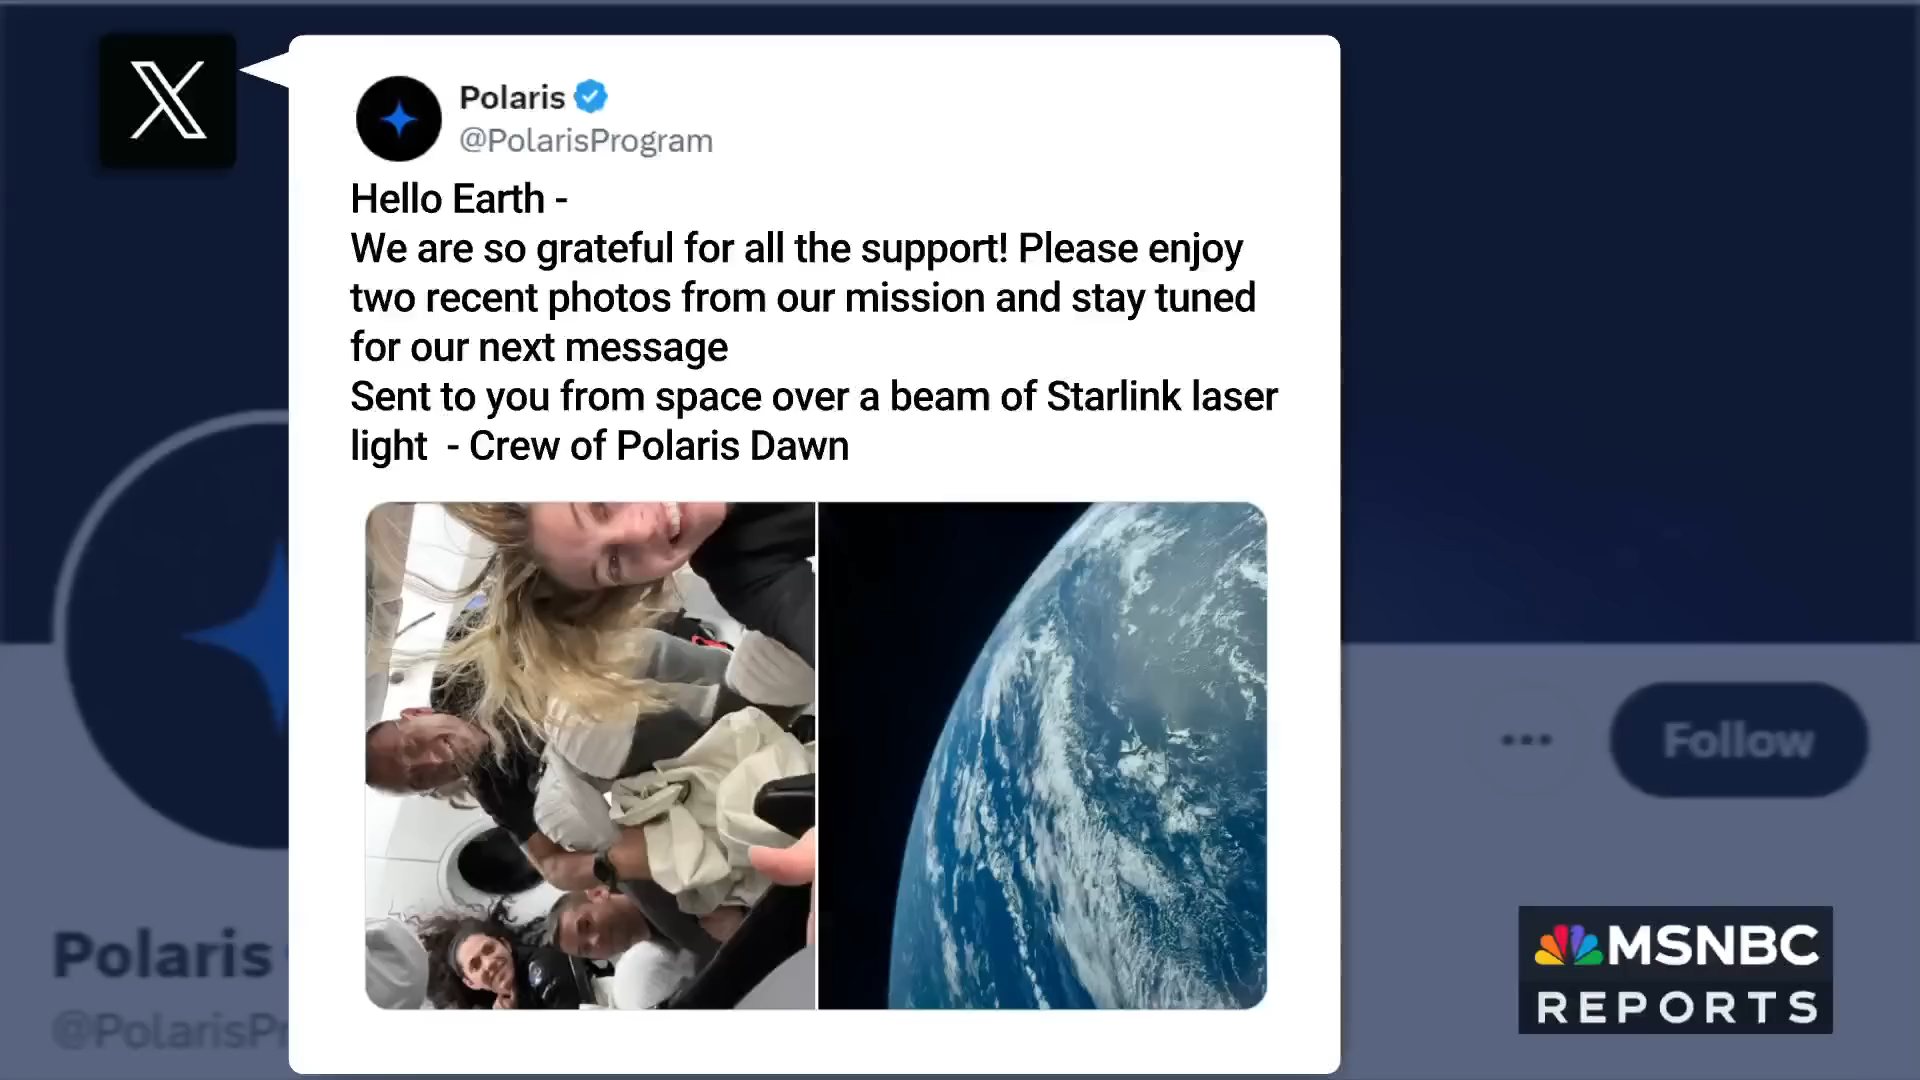 Polaris
@PolarisProgram
Hello Earth -
We are so grateful for all the support! Please enjoy
two recent photos from our mission and stay tuned
for our next message
Sent to you from space over a beam of Starlink laser
light - Crew of Polaris Dawn
Follow
Polaris
@PolarisPr
MSNBC
REPORTS